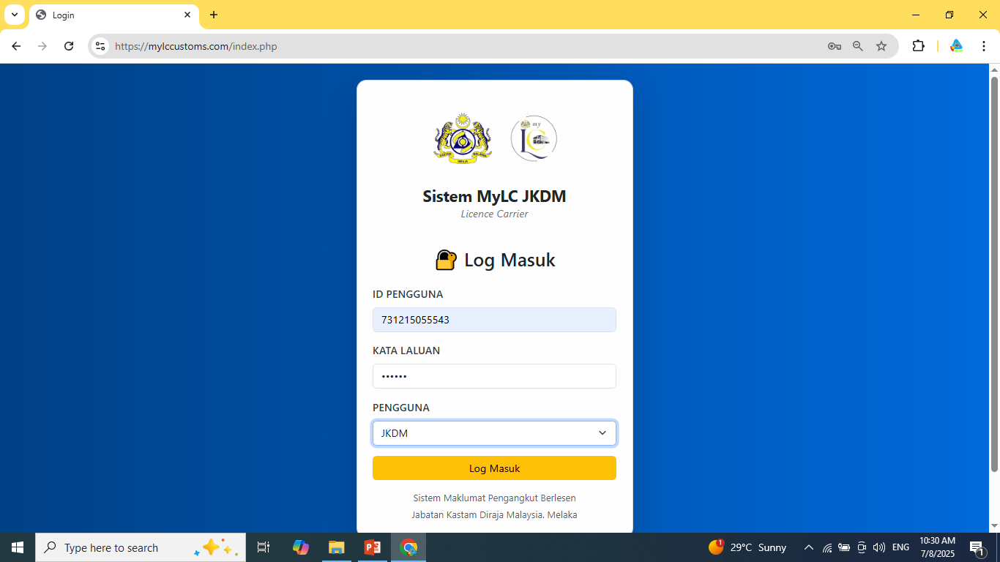 Login
https://mylccustoms.com/index.php
my
LC
Sistem MyLC JKDM
Licence Carrier
Log Masuk
ID PENGGUNA
731215055543
KATA LALUAN
••••••
PENGGUNA
JKDM
Log Masuk
Sistem Maklumat Pengangkut Berlesen
Jabatan Kastam Diraja Malaysia. Melaka
Type here to search
1
29°C Sunny
ENG
10:30 AM
7/8/2025
1